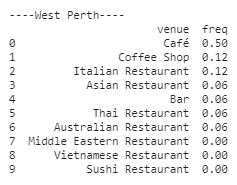 ----West Perth----
venue freq
0 Café 0.50
1 Coffee Shop 0.12
2 Italian Restaurant 0.12
3 Asian Restaurant 0.06
4 Bar 0.06
5 Thai Restaurant 0.06
6 Australian Restaurant 0.06
7 Middle Eastern Restaurant 0.00
8 Vietnamese Restaurant 0.00
9 Sushi Restaurant 0.00